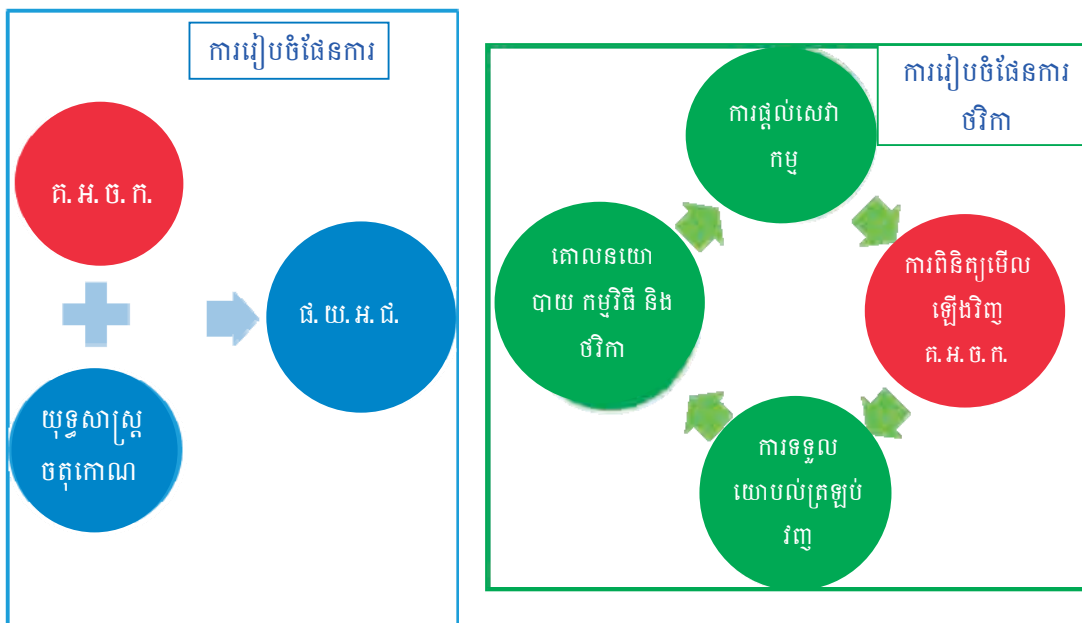 ការរៀបចំផែនការ
គ. អ. ច. ក.
ផ. យ. អ. ជ.
យុទ្ធសាស្ត្រ
ចតុកោណ
ការរៀបចំផែនការ
ថវិកា
ការផ្តល់សេវា
កម្ម
គោលនយោ
បាយ កម្មវិធី និង
ថវិកា
ការពិនិត្យមើល
ឡើងវិញ
គ. អ. ច. ក.
ការទទួល
យោបល់ត្រឡប់
វិញ